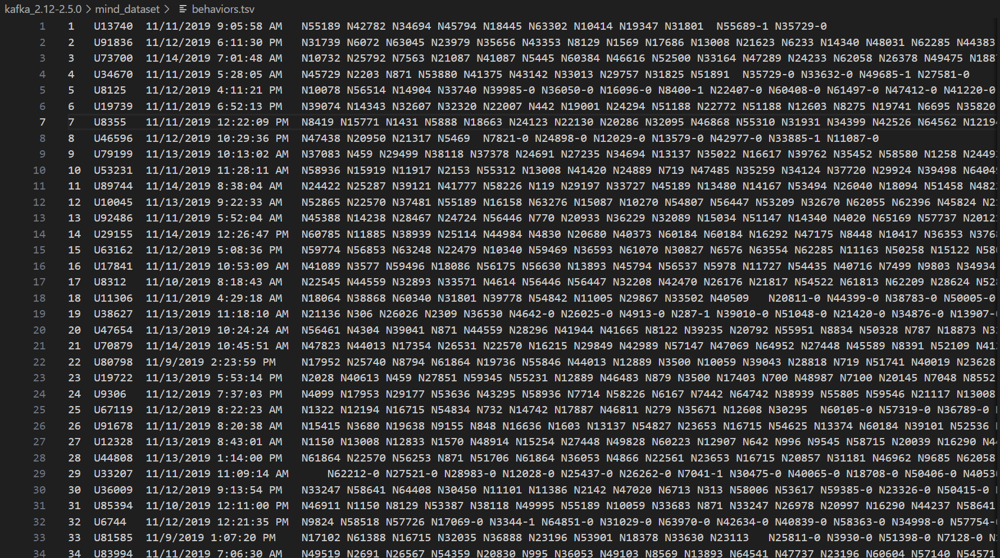 kafka_2.12-2.5.0 > mind_dataset > behaviors.tsv
1 1 U13740 11/11/2019 9:05:58 AM N55189 N42782 N34694 N45794 N18445 N63302 N10414 N19347 N31801 N55689-1 N35729-0
2 2 U91836 11/12/2019 6:11:30 PM N31739 N6072 N63045 N23979 N35656 N43353 N8129 N1569 N17686 N13008 N21623 N6233 N14340 N48031 N62285 N44383
3 3 U73700 11/14/2019 7:01:48 AM N10732 N25792 N7563 N21087 N41087 N5445 N60384 N46616 N52500 N33164 N47289 N24233 N62058 N26378 N49475
4 4 U34670 11/11/2019 5:28:05 AM N45729 N2203 N871 N53880 N41375 N43142 N33013 N29757 N31825 N51891 N35729-0 N33632-0 N49685-1 N27581-0
5 5 U8125 11/12/2019 4:11:21 PM N10078 N56514 N14904 N33740 N39985-0 N36050-0 N16096-0 N8400-1 N22407-0 N60408-0 N61497-0 N47412-0 N41220-0
6 6 U19739 11/11/2019 6:52:13 PM N39074 N14343 N32607 N32320 N22007 N442 N19001 N24294 N51188 N22772 N51188 N12603 N8275 N19741 N6695 N35820
7 7 U8355 11/11/2019 12:22:09 PM N8419 N15771 N1431 N5888 N18663 N24123 N22130 N20286 N32095 N46868 N55310 N31931 N34399 N42526 N64562 N12194
8 8 U46596 11/12/2019 10:29:36 PM N47438 N20950 N21317 N5469 N7821-0 N24898-0 N12029-0 N13579-0 N42977-0 N33885-1 N11087-0
9 9 U79199 11/13/2019 10:13:02 AM N37083 N459 N29499 N38118 N37378 N24691 N27235 N34694 N13137 N35022 N16617 N39762 N35452 N58580 N1258
10 10 U53231 11/11/2019 11:28:11 AM N58936 N15919 N11917 N2153 N55312 N13008 N41420 N24889 N719 N47485 N35259 N34124 N37720 N29924 N39498
11 11 U89744 11/14/2019 8:38:04 AM N24422 N25287 N39121 N41777 N58226 N119 N29197 N33727 N45189 N13480 N14167 N53494 N26040 N18094 N51458
12 12 U10045 11/13/2019 9:22:33 AM N52865 N22570 N37481 N55189 N16158 N63276 N15087 N10270 N54807 N56447 N53209 N32670 N62055 N62396 N45824
13 13 U92486 11/11/2019 5:52:04 AM N45388 N14238 N28467 N24724 N56446 N770 N20933 N36229 N32089 N15034 N51147 N14340 N4020 N65169 N57737
14 14 U29155 11/14/2019 12:26:47 PM N60785 N11885 N38939 N25114 N44984 N4830 N20680 N40373 N60184 N60184 N16292 N47175 N8448 N10417 N36353
15 15 U63162 11/12/2019 5:08:36 PM N59774 N56853 N63248 N22479 N10340 N59469 N36593 N61070 N30827 N6576 N63554 N62285 N11163 N50258 N15122
16 16 U17841 11/11/2019 10:53:09 AM N41089 N3577 N59496 N18086 N56175 N56630 N13893 N45794 N56537 N5978 N11727 N54435 N40716 N7499 N9803 N34934
17 17 U8312 11/10/2019 8:18:43 AM N22545 N44559 N32893 N33571 N4614 N56446 N56447 N32208 N42470 N26176 N21817 N54522 N61813 N62209 N28624
18 18 U11306 11/11/2019 4:29:18 AM N18064 N38868 N60340 N31801 N39778 N54842 N11005 N29867 N33502 N40509 N20811-0 N44399-0 N38783-0 N50005-0
19 19 U38627 11/13/2019 11:18:10 AM N21136 N306 N26026 N2309 N36530 N4642-0 N26025-0 N4913-0 N287-1 N39010-0 N51048-0 N21420-0 N34876-0 N13907-
20 20 U47654 11/13/2019 10:24:24 AM N56461 N4304 N39041 N871 N44559 N28296 N41944 N41665 N8122 N39235 N20792 N55951 N8834 N50328 N787 N18873
21 21 U70879 11/14/2019 10:45:51 AM N47823 N44013 N17354 N26531 N22570 N16215 N29849 N42989 N57147 N47069 N64952 N27448 N45589 N8391 N52109
22 22 U80798 11/9/2019 2:23:59 PM N17952 N25740 N8794 N61864 N19736 N55846 N44013 N12889 N3500 N10059 N39043 N28818 N719 N51741 N40019 N23628
23 23 U19722 11/13/2019 5:53:14 PM N2028 N40613 N459 N27851 N59345 N55231 N12889 N46483 N879 N3500 N17403 N700 N48987 N7100 N20145 N7048 N8552
24 24 U9306 11/12/2019 7:37:03 PM N4099 N17953 N29177 N53636 N43295 N58936 N7714 N58226 N6167 N7442 N64742 N38939 N55805 N59546 N21117 N13008
25 25 U67119 11/12/2019 8:22:23 AM N1322 N12194 N16715 N54834 N732 N14742 N17887 N46811 N279 N35671 N12608 N30295 N60105-0 N57319-0 N36789-0
26 26 U91678 11/11/2019 8:20:38 AM N15415 N3680 N19638 N9155 N848 N16636 N1603 N13137 N54827 N23653 N16715 N54625 N13374 N60184 N39101 N52536
27 27 U12328 11/13/2019 8:43:01 AM N1150 N13008 N12833 N1570 N48914 N15254 N27448 N49828 N60223 N12907 N642 N996 N9545 N58715 N20039 N16290
28 28 U44808 11/13/2019 1:14:00 PM N61864 N22570 N56253 N871 N51706 N61864 N36053 N4866 N22561 N23653 N16715 N20857 N31181 N46962 N9685 N62058
29 29 U33207 11/11/2019 11:09:14 AM N62212-0 N27521-0 N28983-0 N12028-0 N25437-0 N26262-0 N7041-1 N30475-0 N40065-0 N18708-0 N50406-0
30 30 U36009 11/12/2019 9:13:54 PM N33247 N58641 N64408 N30450 N11101 N11386 N2142 N47020 N6713 N313 N58006 N53617 N59385-0 N23326-0 N50415-0
31 31 U85394 11/10/2019 12:11:00 PM N46911 N1150 N8129 N53387 N38118 N49995 N55189 N10059 N33683 N871 N33247 N26978 N20997 N16290 N44237 N58641
32 32 U6744 11/12/2019 12:21:35 PM N9824 N58518 N57726 N17069-0 N3344-1 N64851-0 N31029-0 N63970-0 N42634-0 N40839-0 N58363-0 N34998-0 N57754-
33 33 U81585 11/9/2019 1:07:20 PM N17102 N61388 N16715 N32035 N36888 N23196 N53901 N18378 N33630 N23113 N25811-0 N3930-0 N51398-0 N7128-0
34 34 U83994 11/11/2019 7:06:30 AM N49519 N2691 N26567 N54359 N20830 N995 N36053 N49103 N8569 N13893 N64541 N47737 N23196 N60604 N57140 N54571